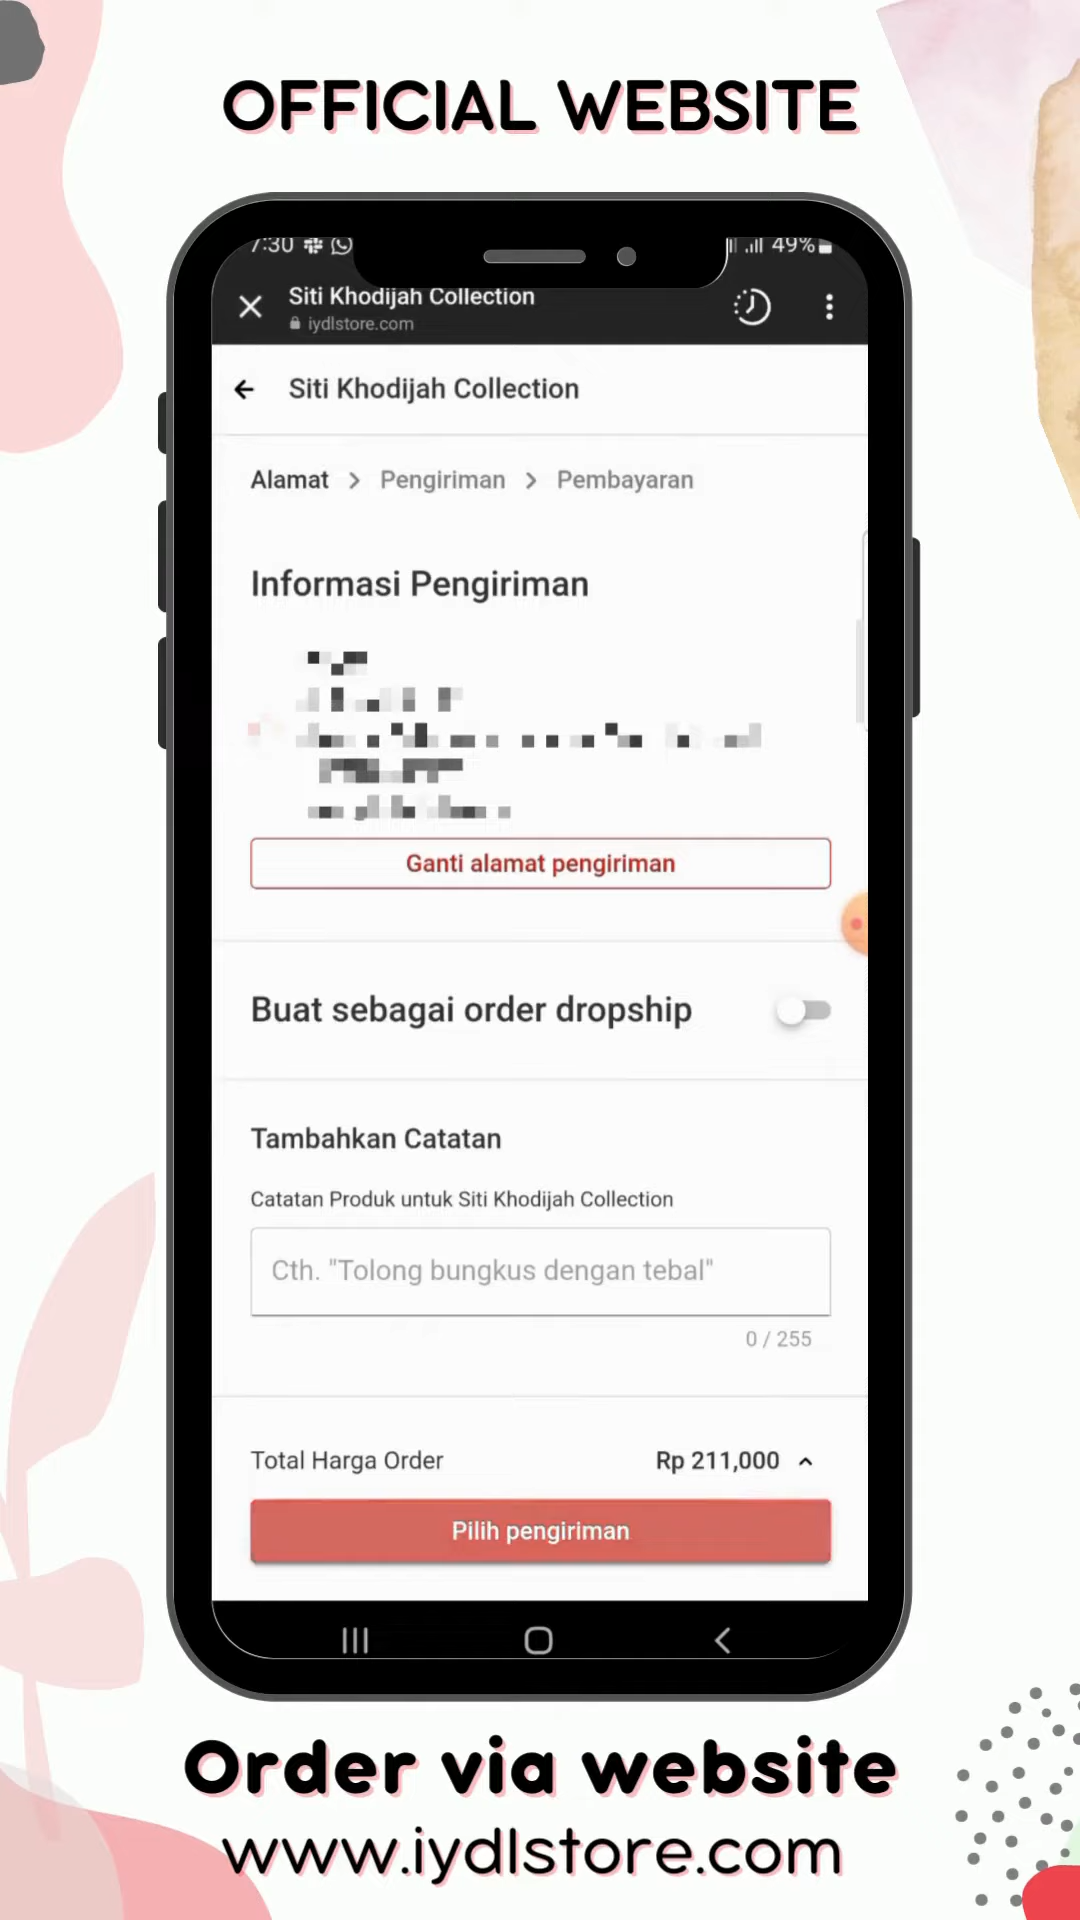 OFFICIAL WEBSITE
7:30 49%
Siti Khodijah Collection
iydlstore.com
Siti Khodijah Collection
Alamat > Pengiriman > Pembayaran
Informasi Pengiriman
Ganti alamat pengiriman
Buat sebagai order dropship
Tambahkan Catatan
Catatan Produk untuk Siti Khodijah Collection
Cth. "Tolong bungkus dengan tebal"
0 / 255
Total Harga Order Rp 211,000
Pilih pengiriman
Order via website
www.iydlstore.com